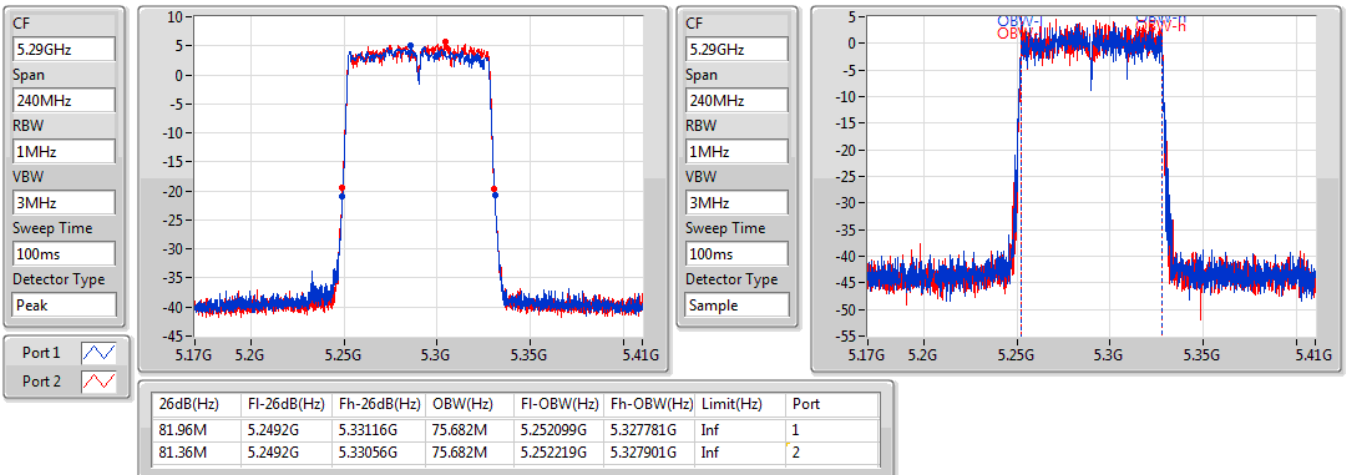 CF
5.29GHz
Span
240MHz
RBW
1MHz
VBW
3MHz
Sweep Time
100ms
Detector Type
Peak
Port 1
Port 2
10
5
0
-5
-10
-15
-20
-25
-30
-35
-40
-45
5.17G 5.2G 5.25G 5.3G 5.35G 5.41G
CF
5.29GHz
Span
240MHz
RBW
1MHz
VBW
3MHz
Sweep Time
100ms
Detector Type
Sample
5
0
-5
-10
-15
-20
-25
-30
-35
-40
-45
-50
-55
5.17G 5.2G 5.25G 5.3G 5.35G 5.41G
26dB(Hz) Fl-26dB(Hz) Fh-26dB(Hz) OBW(Hz) Fl-OBW(Hz) Fh-OBW(Hz) Limit(Hz) Port
81.96M 5.2492G 5.33116G 75.682M 5.252099G 5.327781G Inf 1
81.36M 5.2492G 5.33056G 75.682M 5.252219G 5.327901G Inf 2